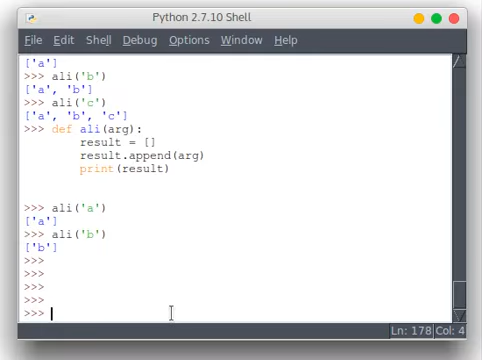 Python 2.7.10 Shell
File Edit Shell Debug Options Window Help
['a']
>>> ali('b')
['a', 'b']
>>> ali('c')
['a', 'b', 'c']
>>> def ali(arg):
        result = []
        result.append(arg)
        print(result)
>>> ali('a')
['a']
>>> ali('b')
['b']
>>>
>>>
>>>
>>>
>>>
Ln: 178 Col: 4